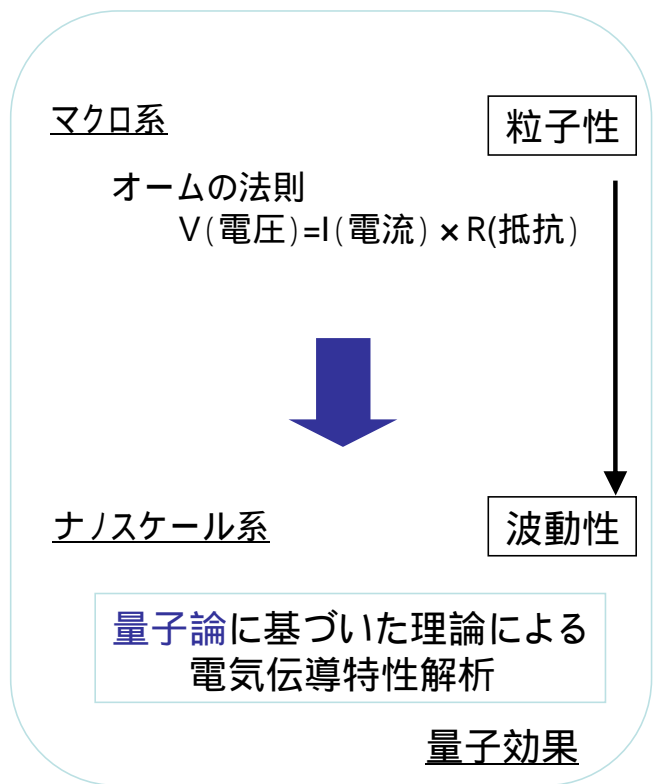 マクロ系
粒子性
オームの法則
V(電圧)=I(電流)×R(抵抗)
ナノスケール系
波動性
量子論に基づいた理論による
電気伝導特性解析
量子効果